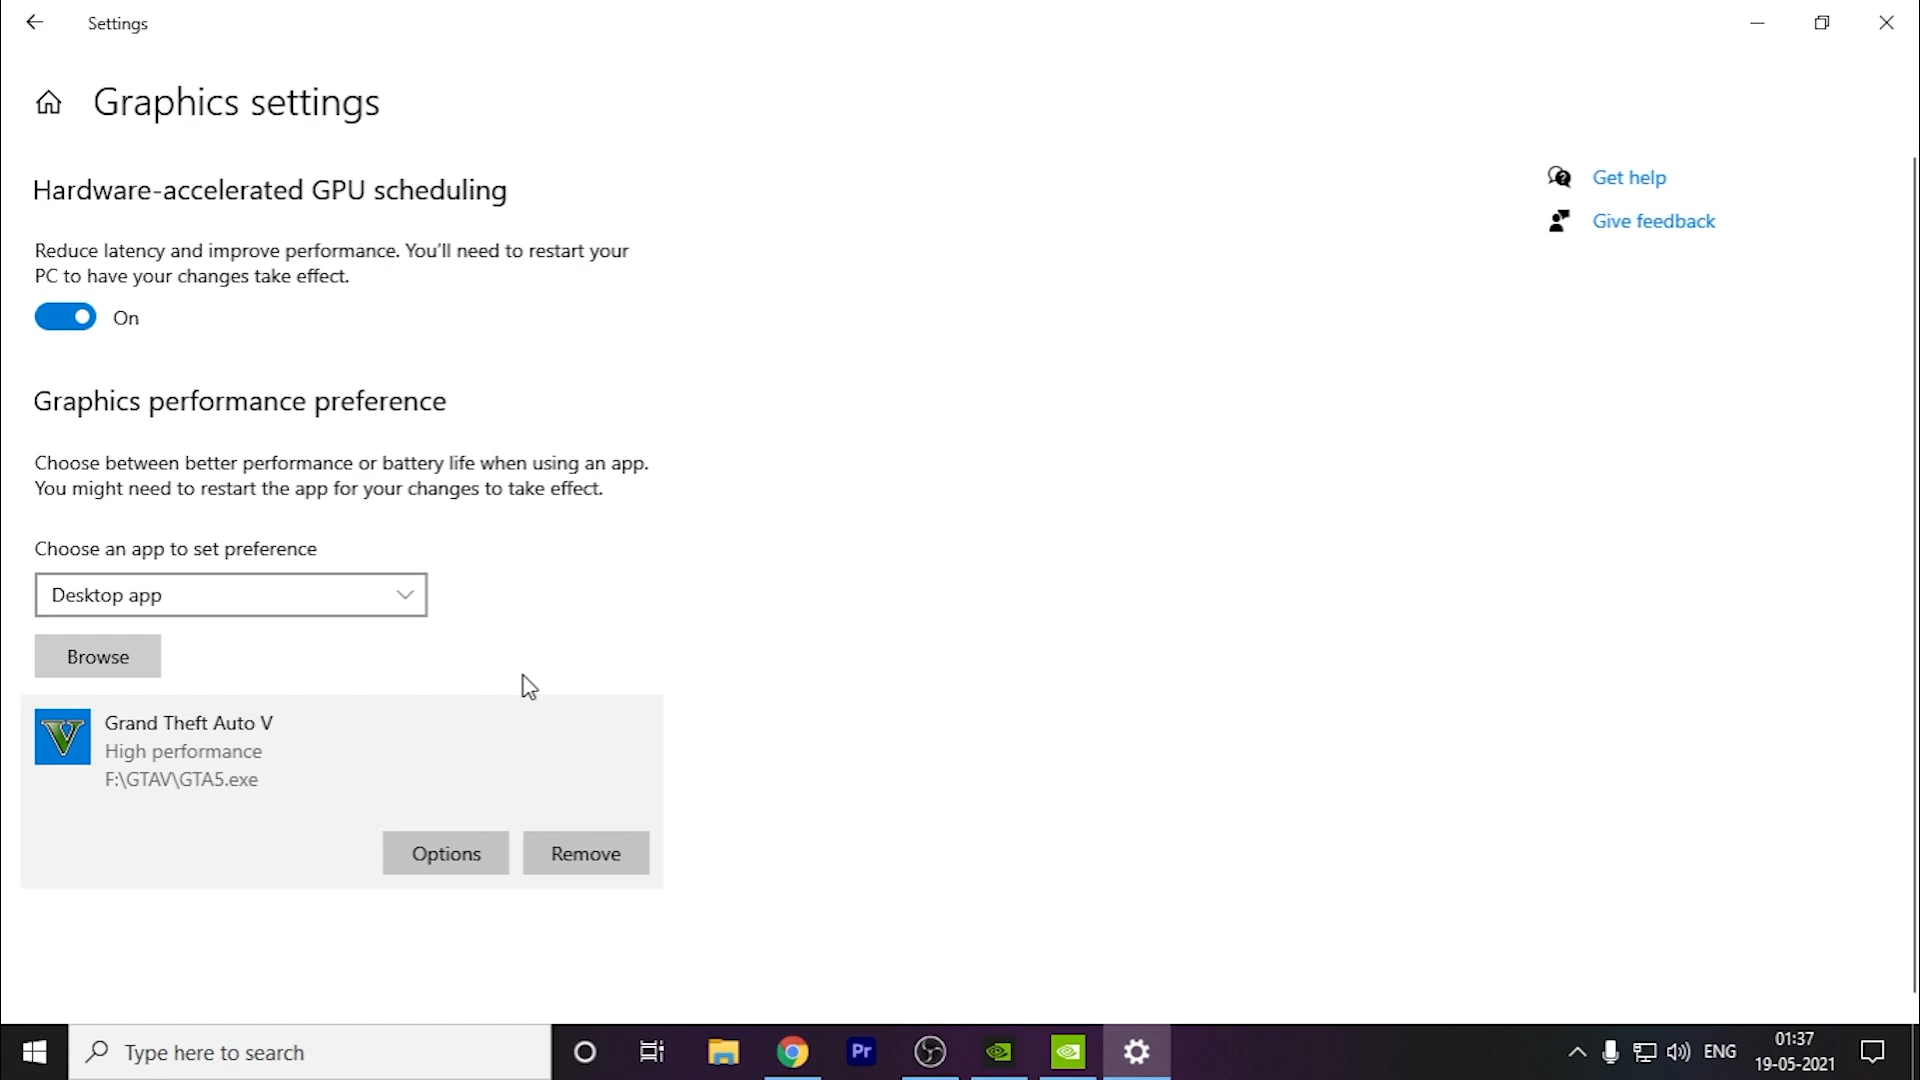 Settings
Graphics settings
Hardware-accelerated GPU scheduling
Reduce latency and improve performance. You'll need to restart your
PC to have your changes take effect.
On
Graphics performance preference
Choose between better performance or battery life when using an app.
You might need to restart the app for your changes to take effect.
Choose an app to set preference
Desktop app
Browse
Grand Theft Auto V
High performance
F:\GTAV\GTA5.exe
Options
Remove
Get help
Give feedback
Type here to search
Pr
ENG
01:37
19-05-2021